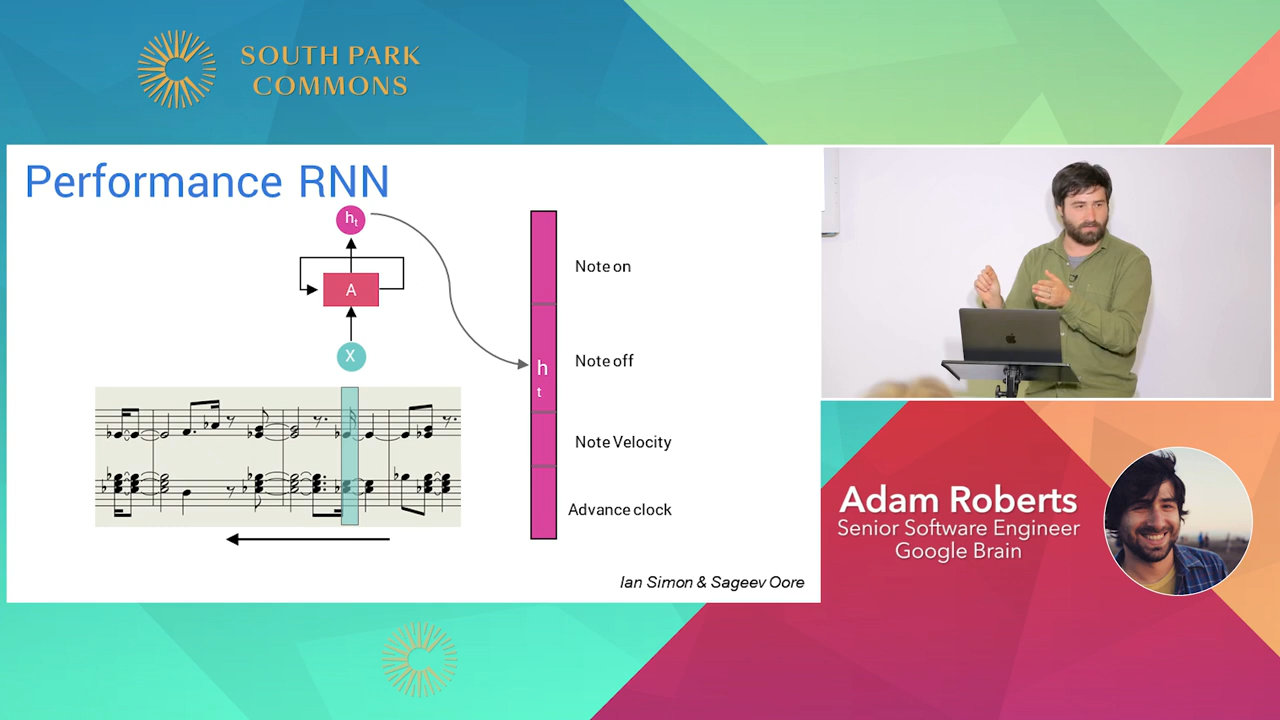 SOUTH PARK
COMMONS
Performance RNN
ht
A
X
h
t
Note on
Note off
Note Velocity
Advance clock
Ian Simon & Sageev Oore
Adam Roberts
Senior Software Engineer
Google Brain